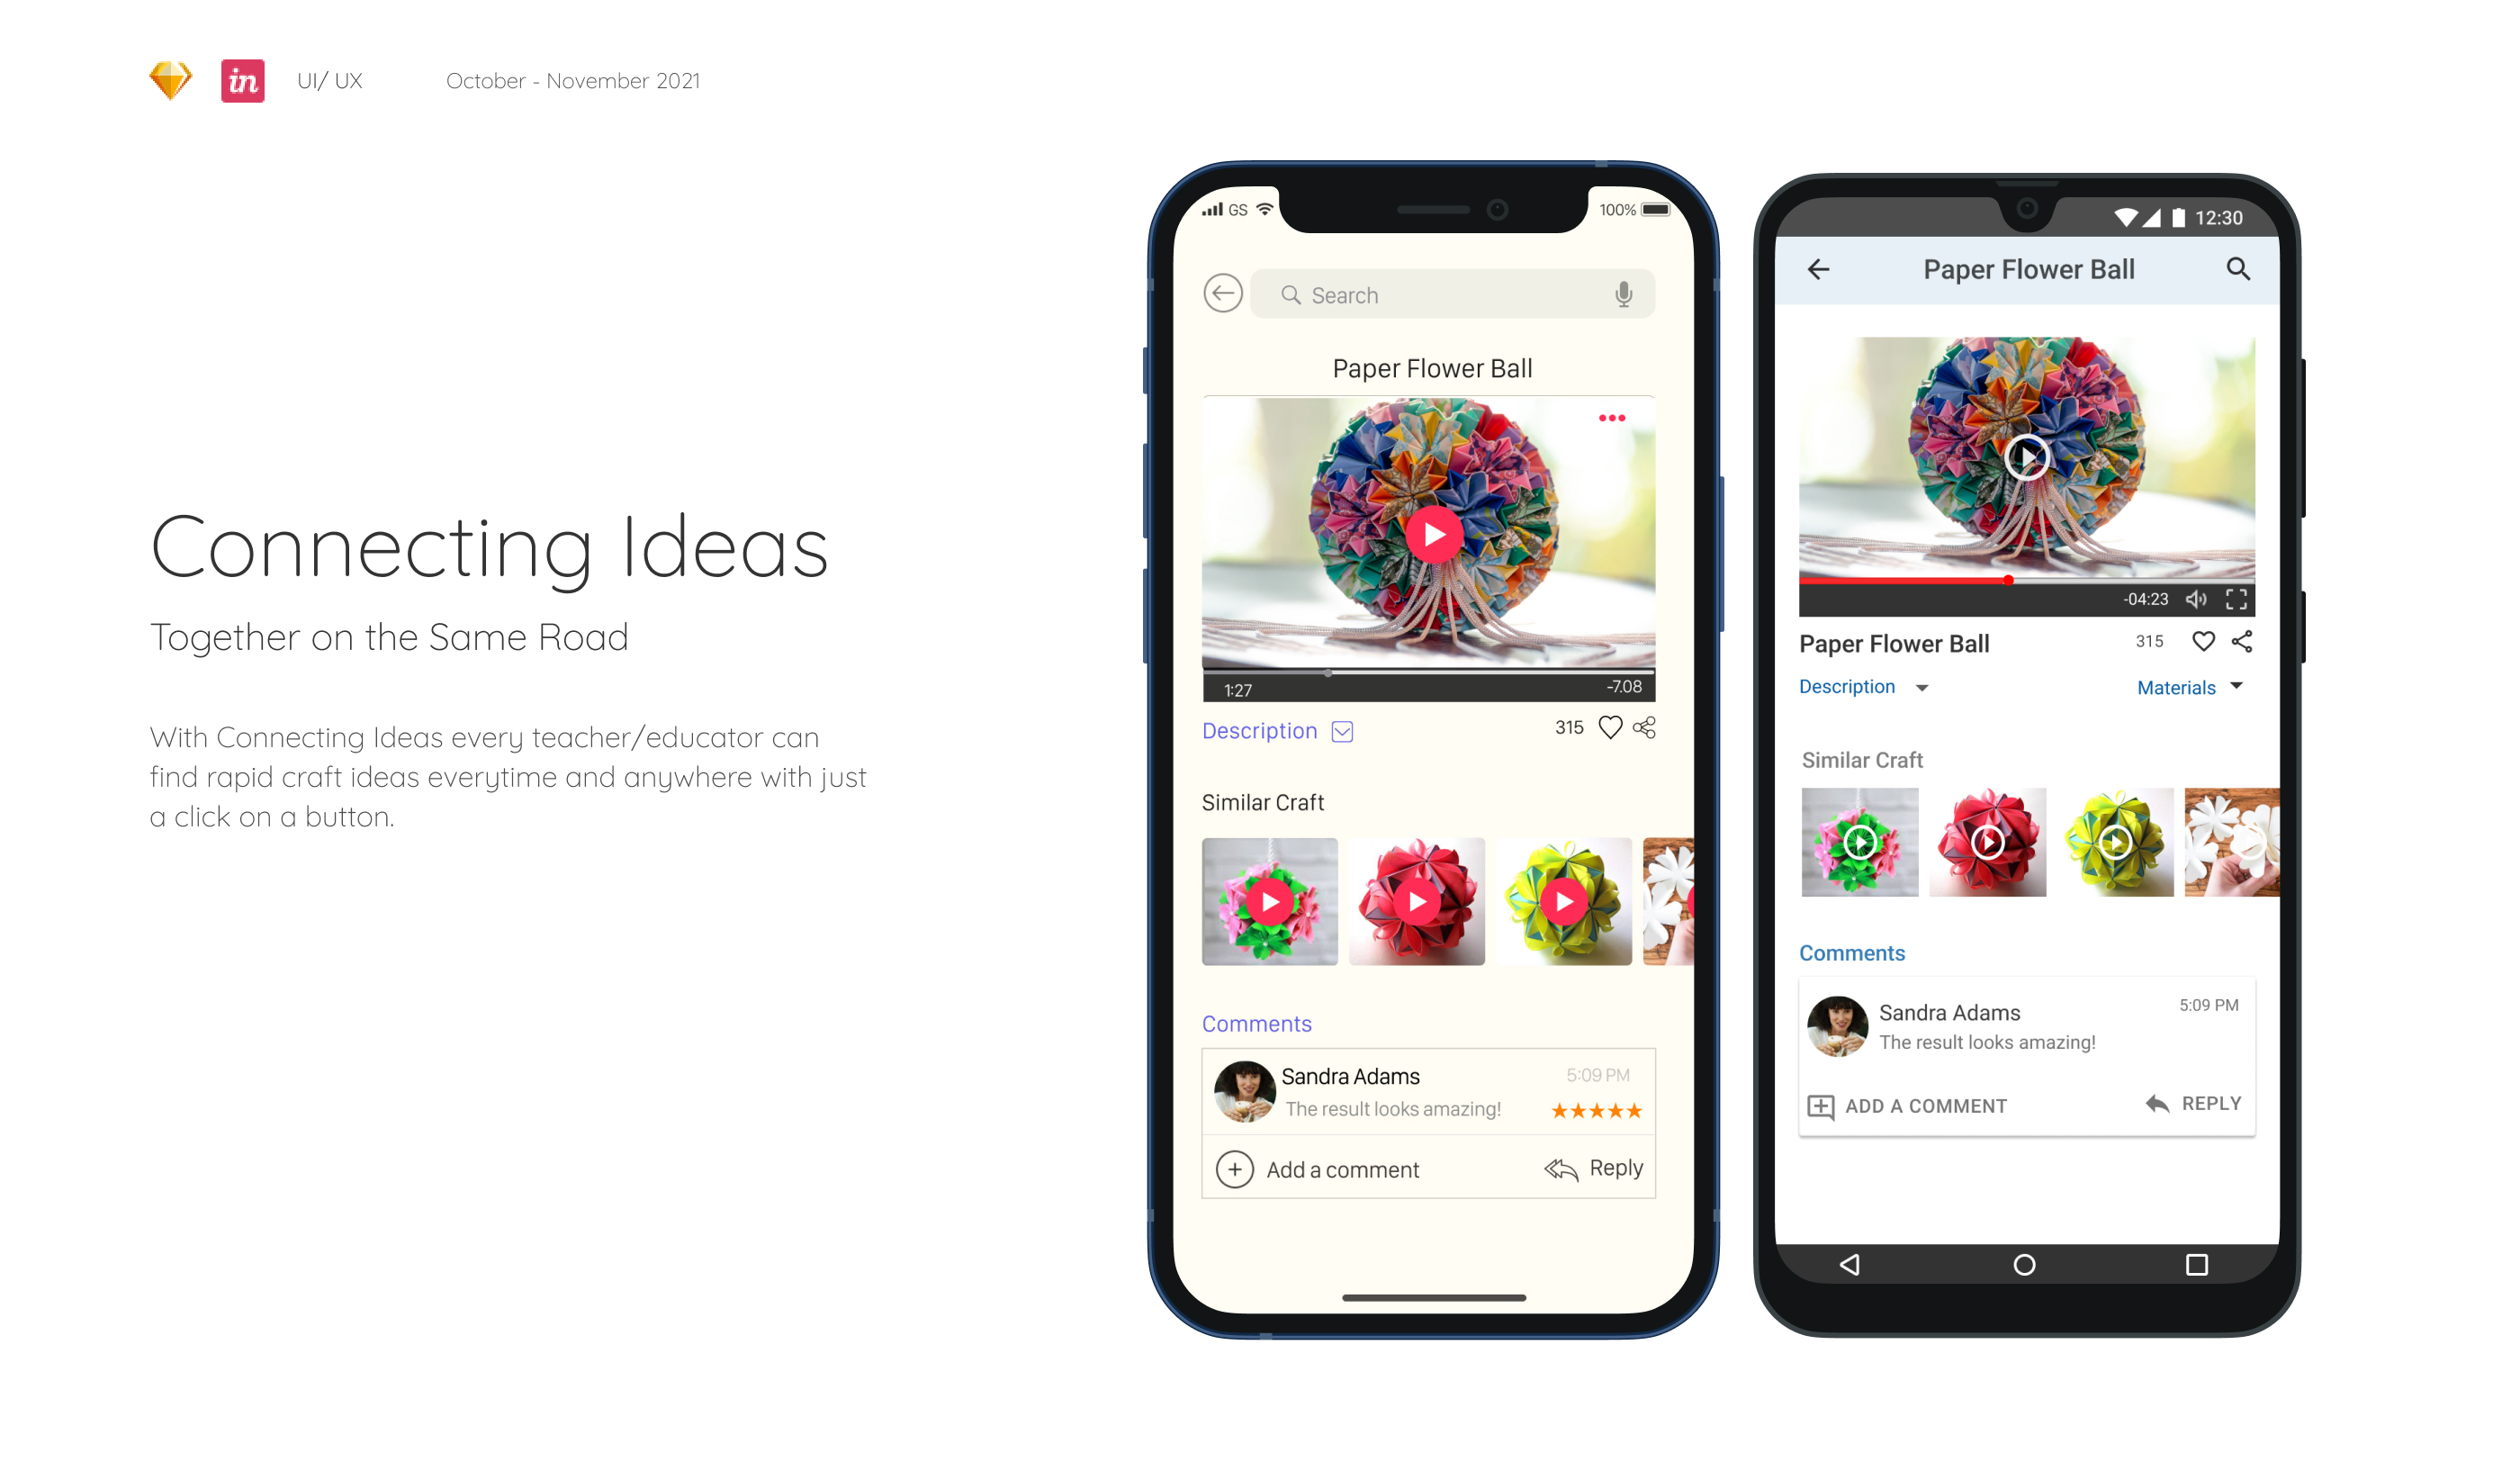 in
UI/ UX
October - November 2021
Connecting Ideas
Together on the Same Road
With Connecting Ideas every teacher/educator can
find rapid craft ideas everytime and anywhere with just
a click on a button.
GS
100%
Search
Paper Flower Ball
1:27
-7.08
Description
315
Similar Craft
Comments
Sandra Adams
5:09 PM
The result looks amazing!
Add a comment
Reply
12:30
Paper Flower Ball
-04:23
Paper Flower Ball
315
Description
Materials
Similar Craft
Comments
Sandra Adams
5:09 PM
The result looks amazing!
ADD A COMMENT
REPLY